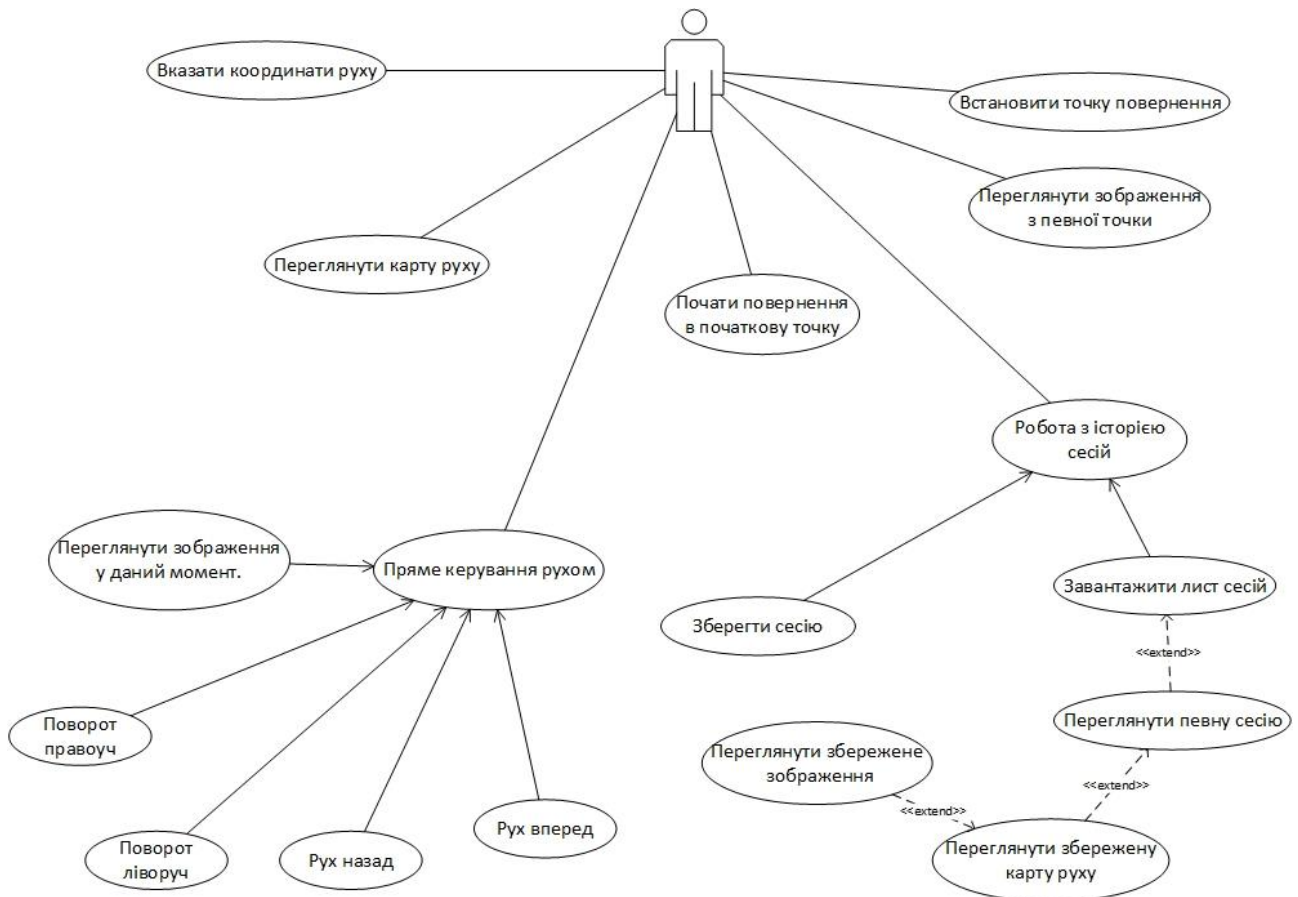 Вказати координати руху
Встановити точку повернення
Переглянути зображення
з певної точки
Переглянути карту руху
Почати повернення
в початкову точку
Робота з історією
сесій
Переглянути зображення
у даний момент.
Пряме керування рухом
Завантажити лист сесій
Зберегти сесію
<<extend>>
Поворот
правоуч
Переглянути певну сесію
Переглянути збережене
зображення
<<extend>>
<<extend>>
Рух вперед
Поворот
ліворуч
Рух назад
Переглянути збережену
карту руху